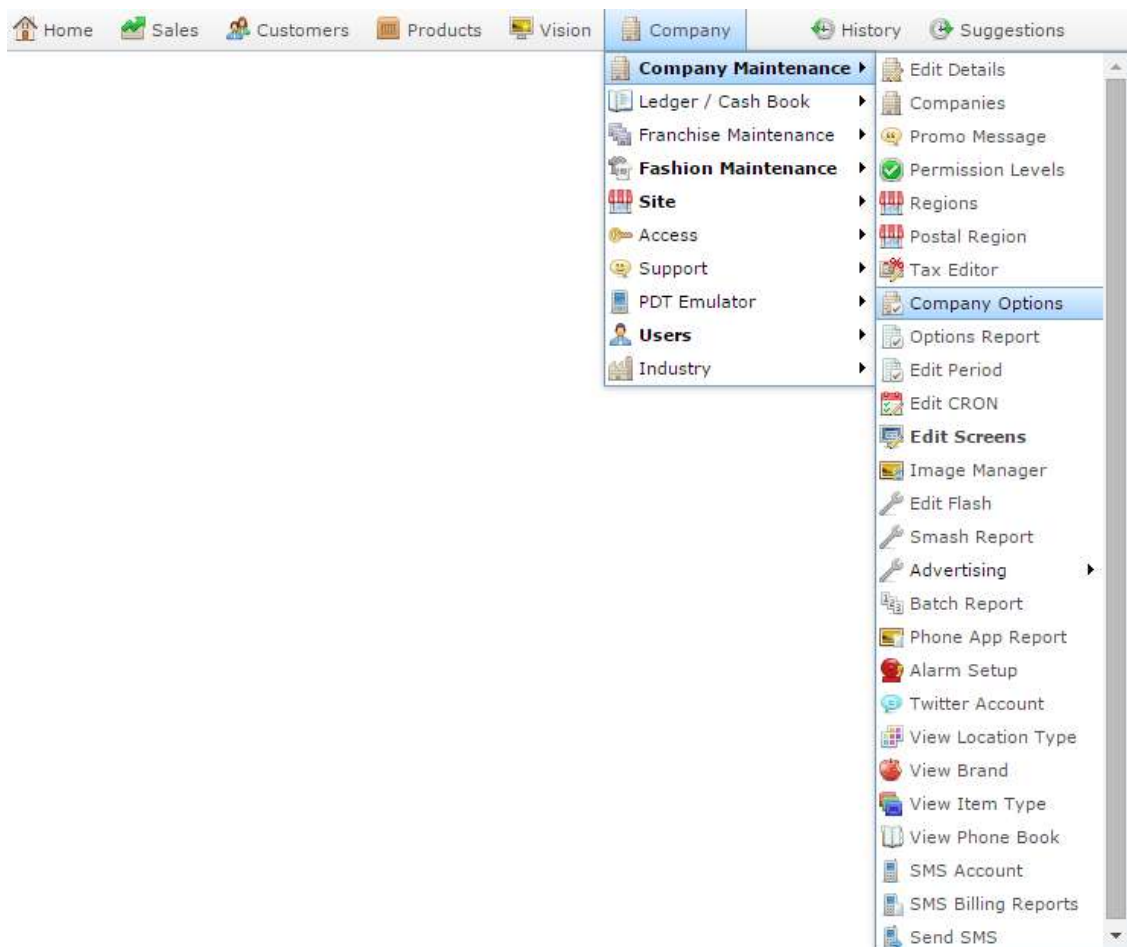 Home Sales Customers Products Vision Company History Suggestions
Company Maintenance
Ledger / Cash Book
Franchise Maintenance
Fashion Maintenance
Site
Access
Support
PDT Emulator
Users
Industry
Edit Details
Companies
Promo Message
Permission Levels
Regions
Postal Region
Tax Editor
Company Options
Options Report
Edit Period
Edit CRON
Edit Screens
Image Manager
Edit Flash
Smash Report
Advertising
Batch Report
Phone App Report
Alarm Setup
Twitter Account
View Location Type
View Brand
View Item Type
View Phone Book
SMS Account
SMS Billing Reports
Send SMS